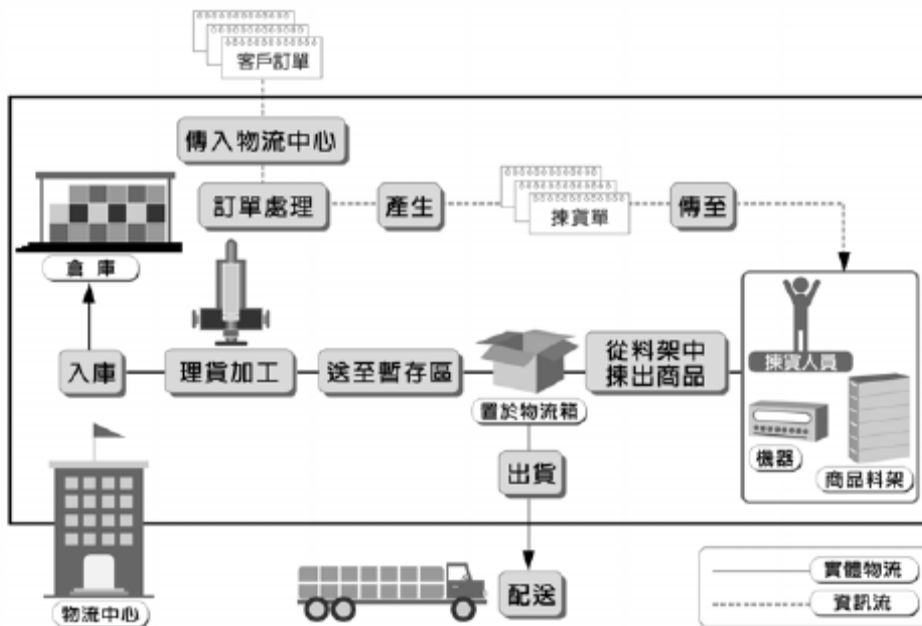 客戶訂單
傳入物流中心
訂單處理
產生
揀貨單
傳至
倉庫
入庫
理貨加工
送至暫存區
置於物流箱
從料架中
揀出商品
揀貨人員
機器
商品料架
出貨
配送
物流中心
實體物流
資訊流